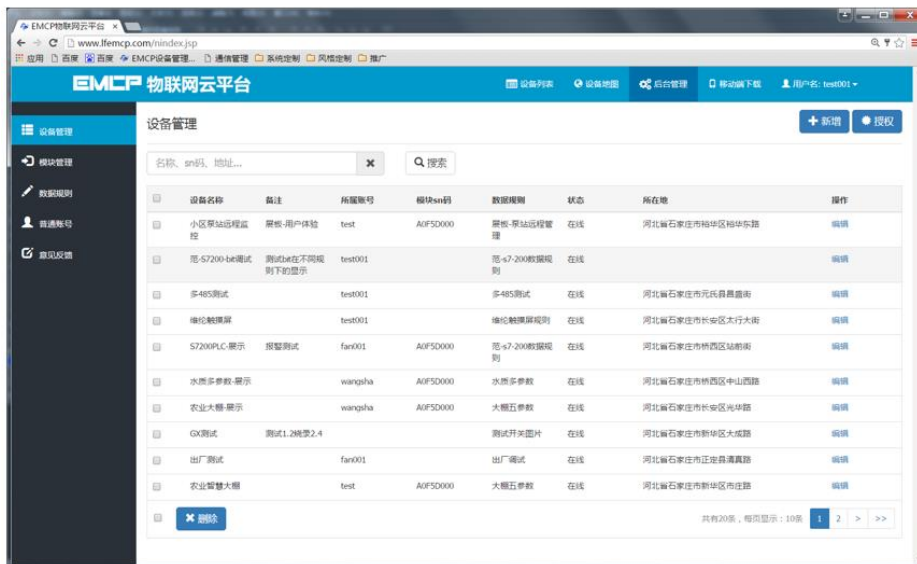 EMCP物联网云平台
www.lfemcp.com/nindex.jsp
应用 百度 百度 EMCP设备管理... 通信管理 系统定制 风格定制 推广
EMCP 物联网云平台 设备列表 设备地图 后台管理 移动端下载 用户名: test001
设备管理
模块管理
数据规则
普通账号
意见反馈
设备管理 新增 授权
名称、sn码、地址... 搜索
设备名称 备注 所属账号 模块sn码 数据规则 状态 所在地 操作
小区泵站远程监控 展板-用户体验 test A0F5D000 展板-泵站远程管理 在线 河北省石家庄市裕华区裕华东路 编辑
范-S7200-bit调试 测试bit在不同规则下的显示 test001 范-s7-200数据规则 在线 编辑
多485测试 test001 多485测试 在线 河北省石家庄市元氏县昌盛街 编辑
维纶触摸屏 test001 维纶触摸屏规则 在线 河北省石家庄市长安区太行大街 编辑
S7200PLC-展示 报警测试 fan001 A0F5D000 范-s7-200数据规则 在线 河北省石家庄市桥西区站前街 编辑
水质多参数-展示 wangsha A0F5D000 水质多参数 在线 河北省石家庄市桥西区中山西路 编辑
农业大棚-展示 wangsha A0F5D000 大棚五参数 在线 河北省石家庄市长安区光华路 编辑
GX测试 测试1.2烧录2.4 测试开关图片 在线 河北省石家庄市新华区大成路 编辑
出厂测试 fan001 出厂调试 在线 河北省石家庄市正定县清真路 编辑
农业智慧大棚 test A0F5D000 大棚五参数 在线 河北省石家庄市新华区市庄路 编辑
删除 共有20条，每页显示：10条 1 2 > >>